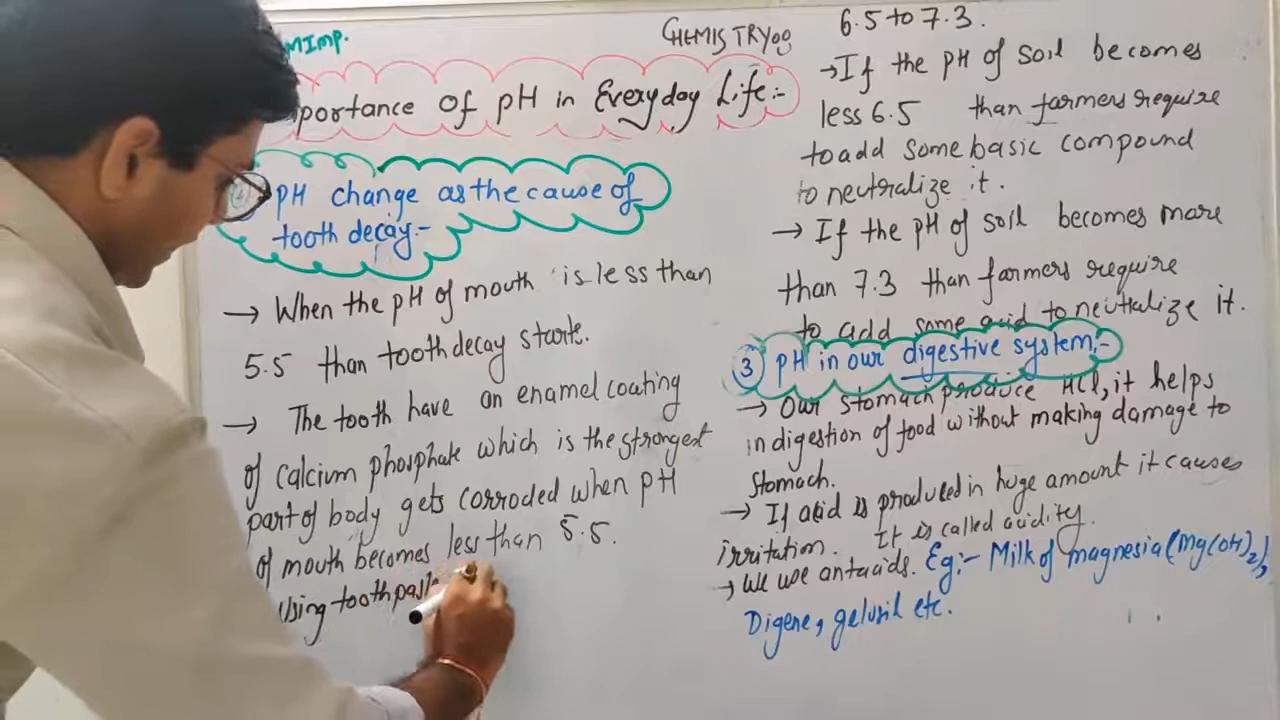 MImp.
CHEMISTRY
portance of pH in Everyday Life:-
PH change as the cause of
tooth decay:-
→ When the pH of mouth is less than
5.5 than tooth decay starts.
→ The tooth have an enamel coating
of calcium phosphate which is the strongest
part of body gets corroded when pH
of mouth becomes less than 5.5.
Using toothpast
6.5 to 7.3.
→ If the pH of soil becomes
less 6.5 than farmers require
to add some basic compound
to neutralize it.
→ If the pH of soil becomes more
than 7.3 than farmers require
to add some acid to neutralize it.
3 PH in our digestive system:-
→ Our stomach produce HCl, it helps
in digestion of food without making damage to
stomach.
→ If acid is produced in huge amount it causes
irritation. It is called acidity.
→ We use antacids. Eg:- Milk of magnesia (Mg(OH)2),
Digene, gelusil etc.